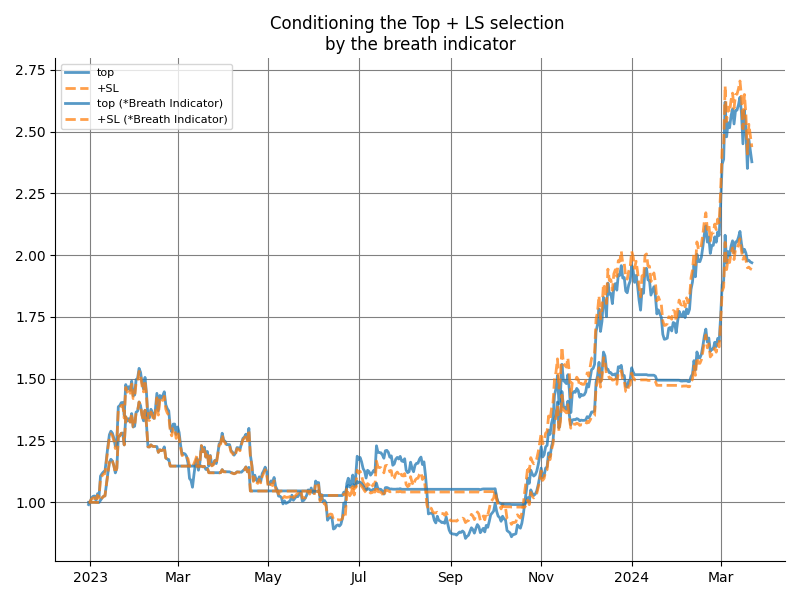 Conditioning the Top + LS selection
by the breath indicator
top
+SL
top (*Breath Indicator)
+SL (*Breath Indicator)
2.75
2.50
2.25
2.00
1.75
1.50
1.25
1.00
2023
Mar
May
Jul
Sep
Nov
2024
Mar